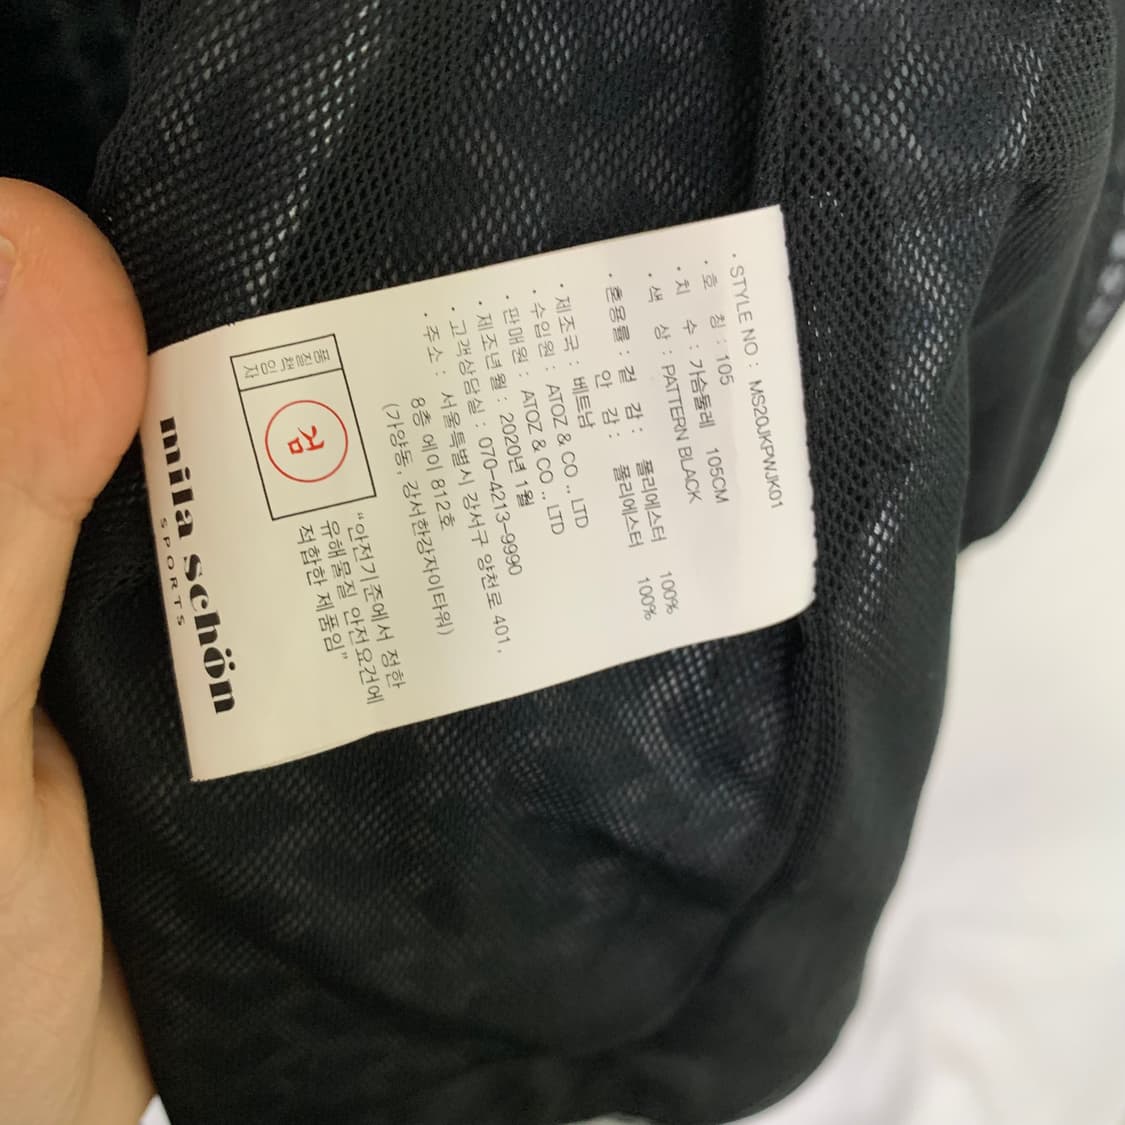 · STYLE NO : MS20JKPWJK01
· 호 칭 : 105
· 치 수 : 가슴둘레 105CM
· 색 상 : PATTERN BLACK
· 혼용률 : 겉 감 : 폴리에스터 100%
안 감 : 폴리에스터 100%
· 제조국 : 베트남
· 수입원 : ATOZ & CO ., LTD
· 판매원 : ATOZ & CO ., LTD
· 제조년월 : 2020년 1월
· 고객상담실 : 070-4213-9990
· 주소 : 서울특별시 강서구 양천로 401,
8층 에이 812호
(가양동, 강서한강자이타워)
품질책임자
검
“안전기준에서 정한
유해물질 안전요건에
적합한 제품임”
mila schön
SPORTS